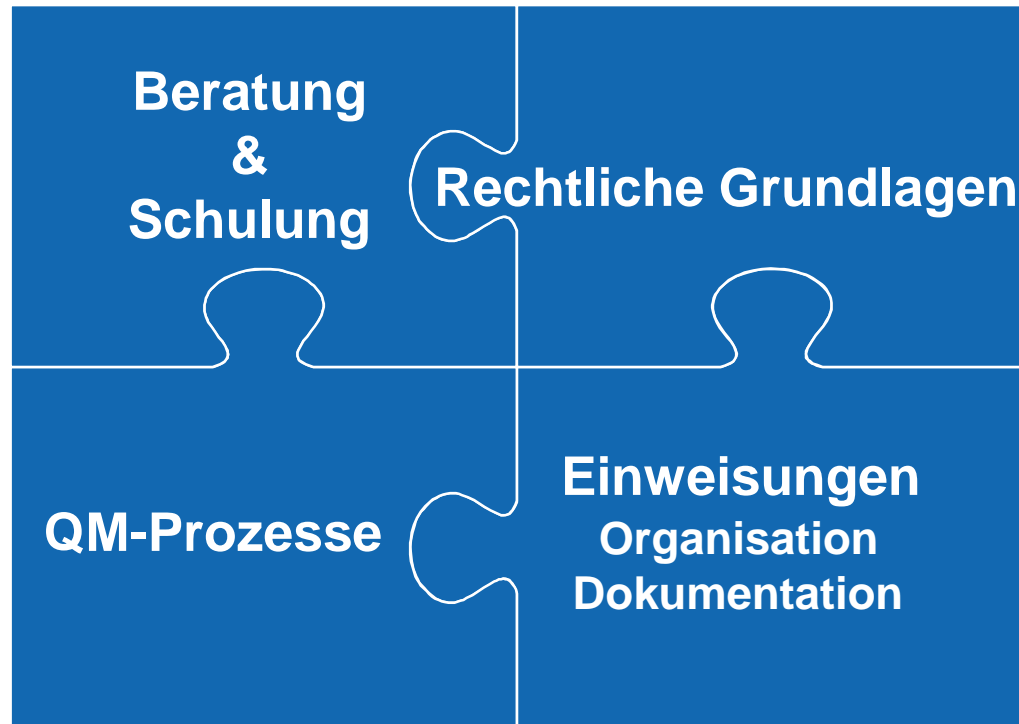 Beratung
&
Schulung
Rechtliche Grundlagen
QM-Prozesse
Einweisungen
Organisation
Dokumentation